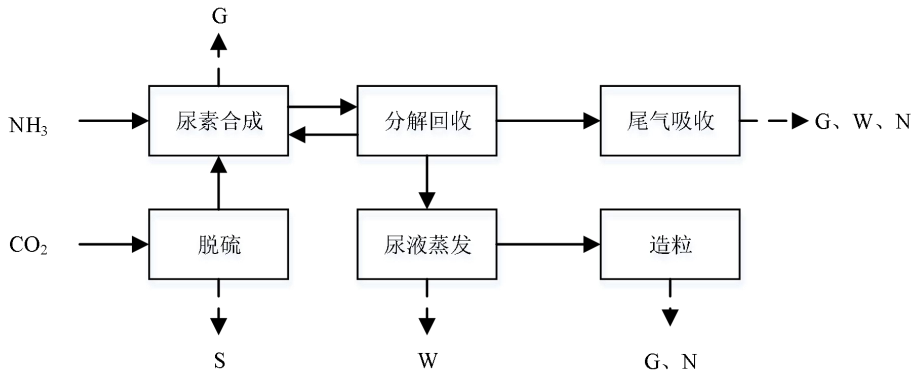 G
NH₃
尿素合成
分解回收
尾气吸收
G、W、N
CO₂
脱硫
尿液蒸发
造粒
S
W
G、N